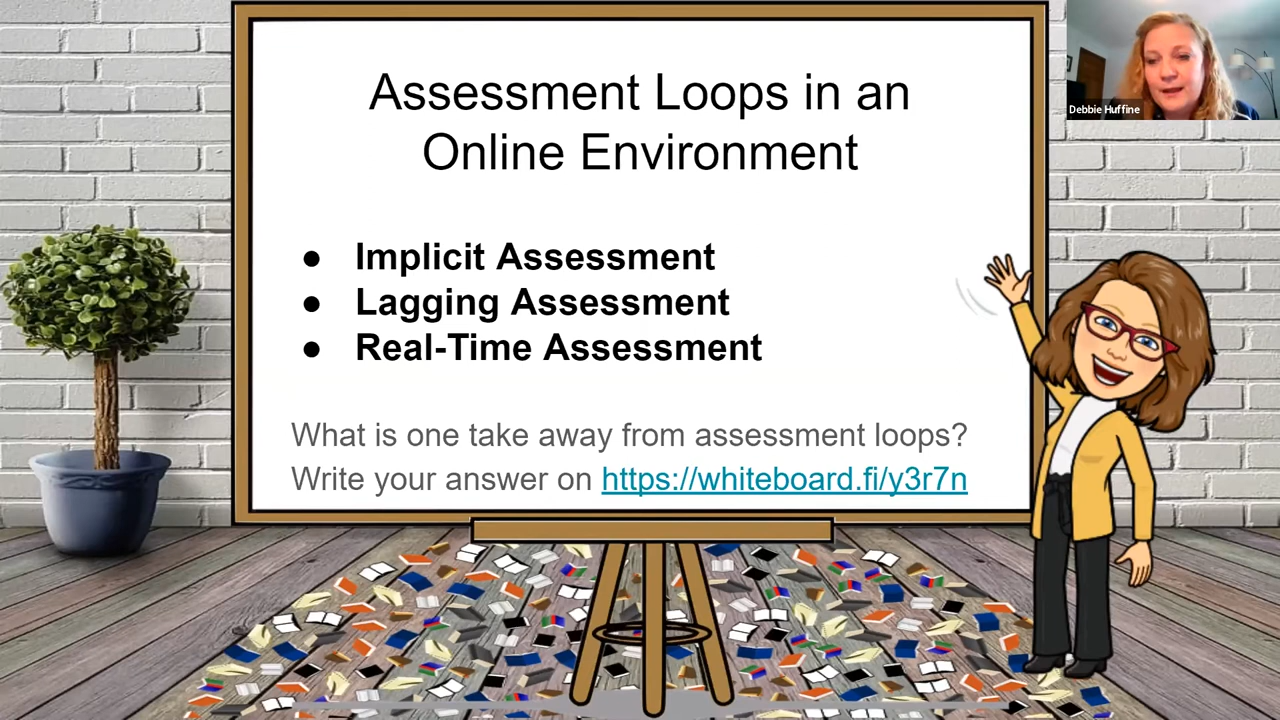 Assessment Loops in an
Online Environment
● Implicit Assessment
● Lagging Assessment
● Real-Time Assessment
What is one take away from assessment loops?
Write your answer on https://whiteboard.fi/y3r7n
Debbie Huffine